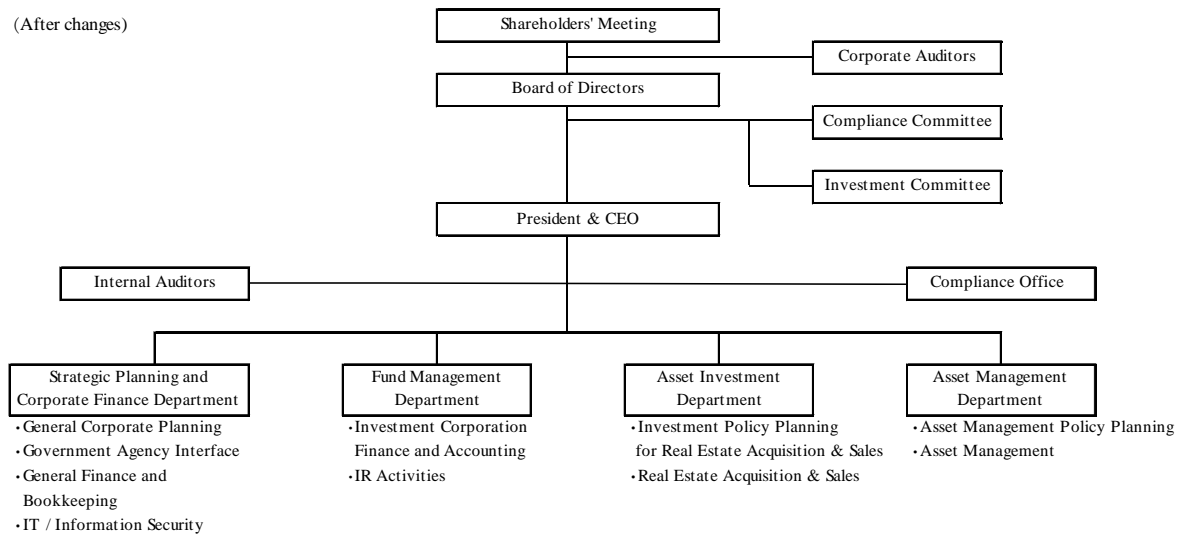 (After changes)
Shareholders' Meeting
Corporate Auditors
Board of Directors
Compliance Committee
Investment Committee
President & CEO
Internal Auditors
Compliance Office
Strategic Planning and
Corporate Finance Department
・General Corporate Planning
・Government Agency Interface
・General Finance and
Bookkeeping
・IT / Information Security
Fund Management
Department
・Investment Corporation
Finance and Accounting
・IR Activities
Asset Investment
Department
・Investment Policy Planning
for Real Estate Acquisition & Sales
・Real Estate Acquisition & Sales
Asset Management
Department
・Asset Management Policy Planning
・Asset Management